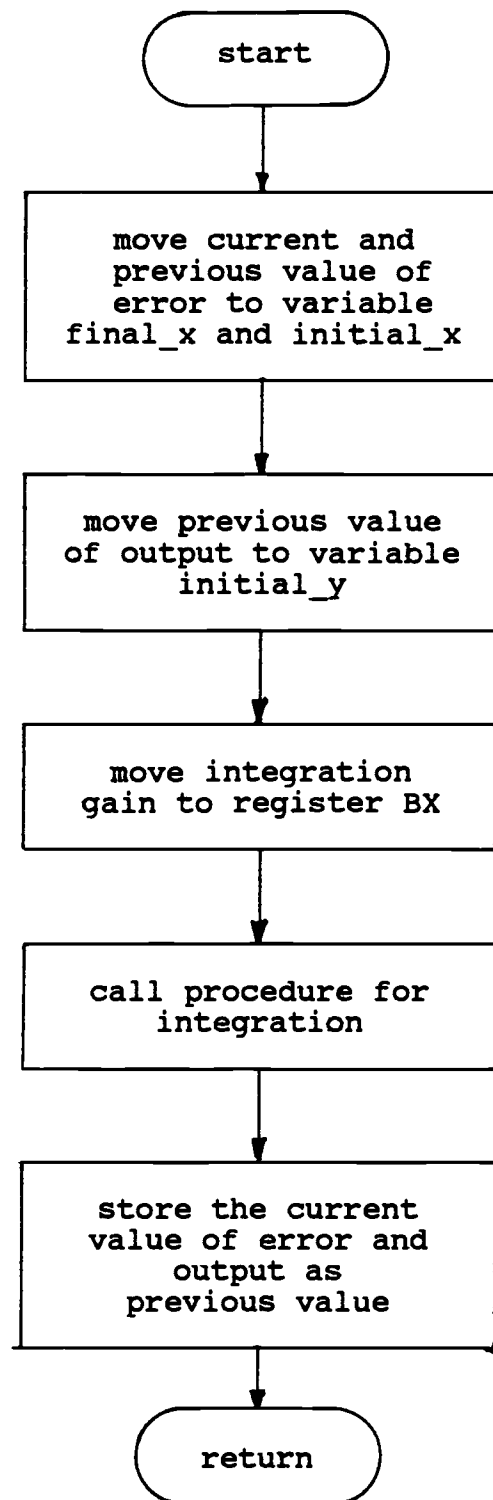 start
move current and
previous value of
error to variable
final_x and initial_x
move previous value
of output to variable
initial_y
move integration
gain to register BX
call procedure for
integration
store the current
value of error and
output as
previous value
return